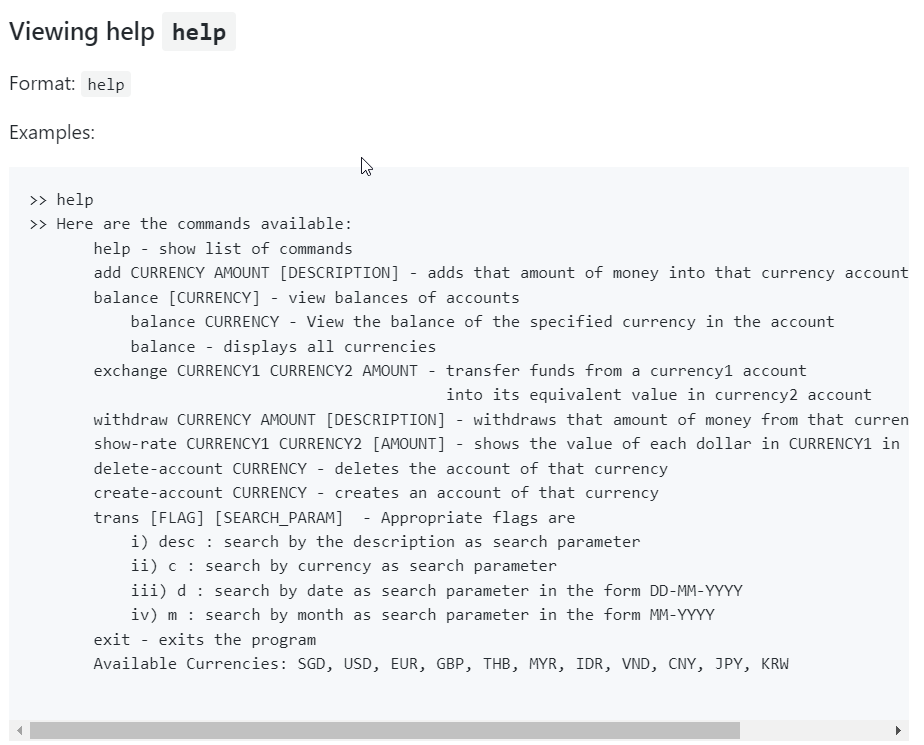 Viewing help help
Format: help
Examples:
>> help
>> Here are the commands available:
help - show list of commands
add CURRENCY AMOUNT [DESCRIPTION] - adds that amount of money into that currency account
balance [CURRENCY] - view balances of accounts
balance CURRENCY - View the balance of the specified currency in the account
balance - displays all currencies
exchange CURRENCY1 CURRENCY2 AMOUNT - transfer funds from a currency1 account
into its equivalent value in currency2 account
withdraw CURRENCY AMOUNT [DESCRIPTION] - withdraws that amount of money from that curren
show-rate CURRENCY1 CURRENCY2 [AMOUNT] - shows the value of each dollar in CURRENCY1 in
delete-account CURRENCY - deletes the account of that currency
create-account CURRENCY - creates an account of that currency
trans [FLAG] [SEARCH_PARAM]  - Appropriate flags are
i) desc : search by the description as search parameter
ii) c : search by currency as search parameter
iii) d : search by date as search parameter in the form DD-MM-YYYY
iv) m : search by month as search parameter in the form MM-YYYY
exit - exits the program
Available Currencies: SGD, USD, EUR, GBP, THB, MYR, IDR, VND, CNY, JPY, KRW